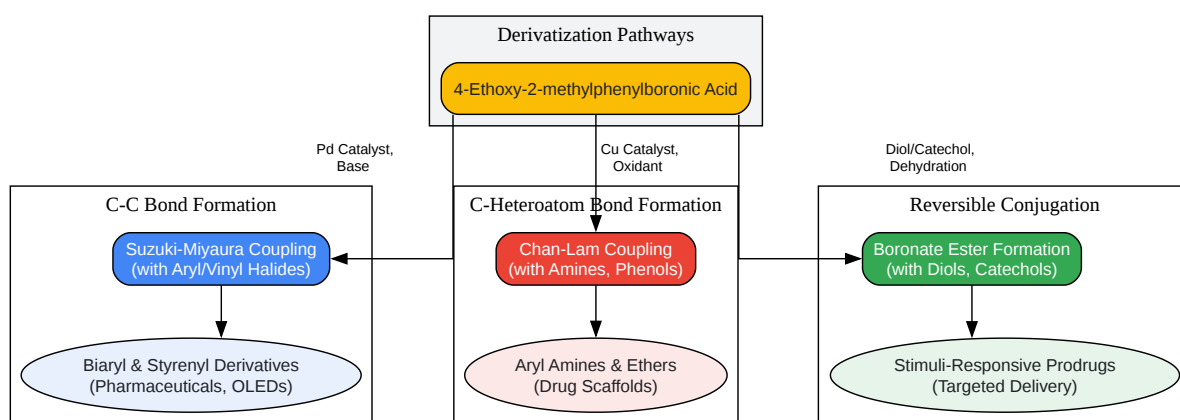 Derivatization Pathways
4-Ethoxy-2-methylphenylboronic Acid
Pd Catalyst,
Base
Cu Catalyst,
Oxidant
Diol/Catechol,
Dehydration
C-C Bond Formation
Suzuki-Miyaura Coupling
(with Aryl/Vinyl Halides)
Biaryl & Styrenyl Derivatives
(Pharmaceuticals, OLEDs)
C-Heteroatom Bond Formation
Chan-Lam Coupling
(with Amines, Phenols)
Aryl Amines & Ethers
(Drug Scaffolds)
Reversible Conjugation
Boronate Ester Formation
(with Diols, Catechols)
Stimuli-Responsive Prodrugs
(Targeted Delivery)